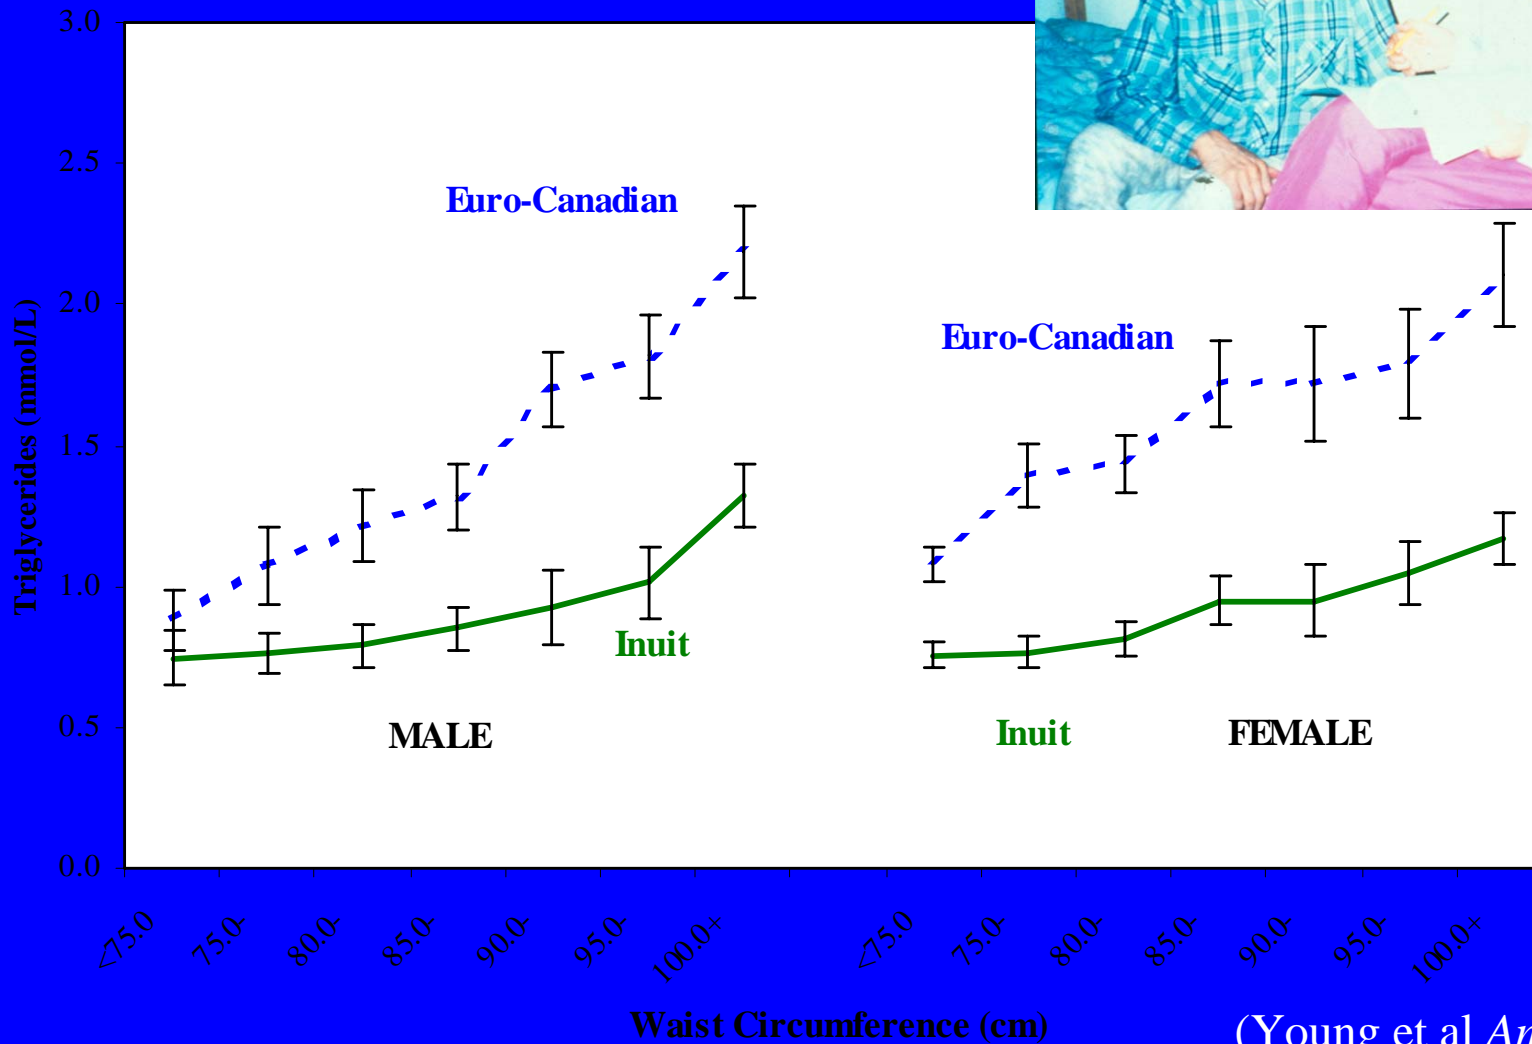 3.0
2.5
2.0
1.5
1.0
0.5
0.0
Triglycerides (mmol/L)
Euro-Canadian
Euro-Canadian
Inuit
Inuit
MALE
FEMALE
<75.0
75.0-
80.0-
85.0-
90.0-
95.0-
100.0+
<75.0
75.0-
80.0-
85.0-
90.0-
95.0-
100.0+
Waist Circumference (cm)
(Young et al